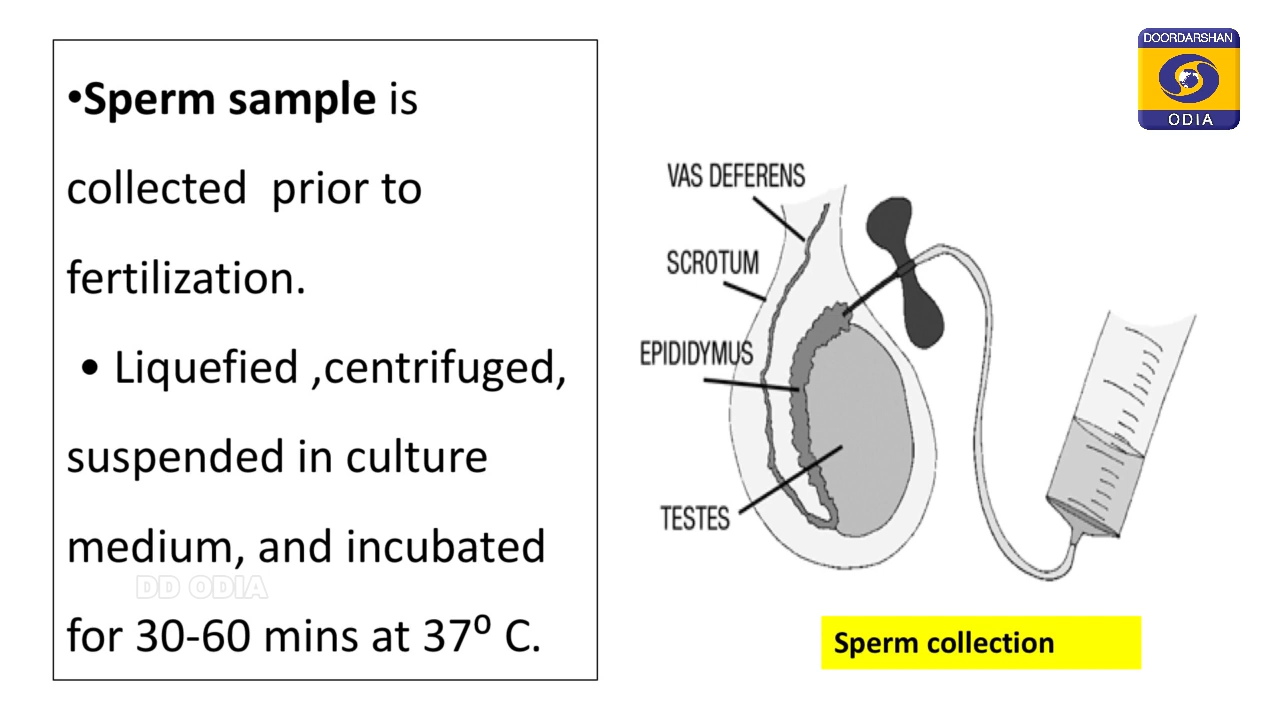 •Sperm sample is
collected prior to
fertilization.
• Liquefied ,centrifuged,
suspended in culture
medium, and incubated
for 30-60 mins at 37⁰ C.
DD ODIA
DOORDARSHAN
ODIA
VAS DEFERENS
SCROTUM
EPIDIDYMUS
TESTES
Sperm collection